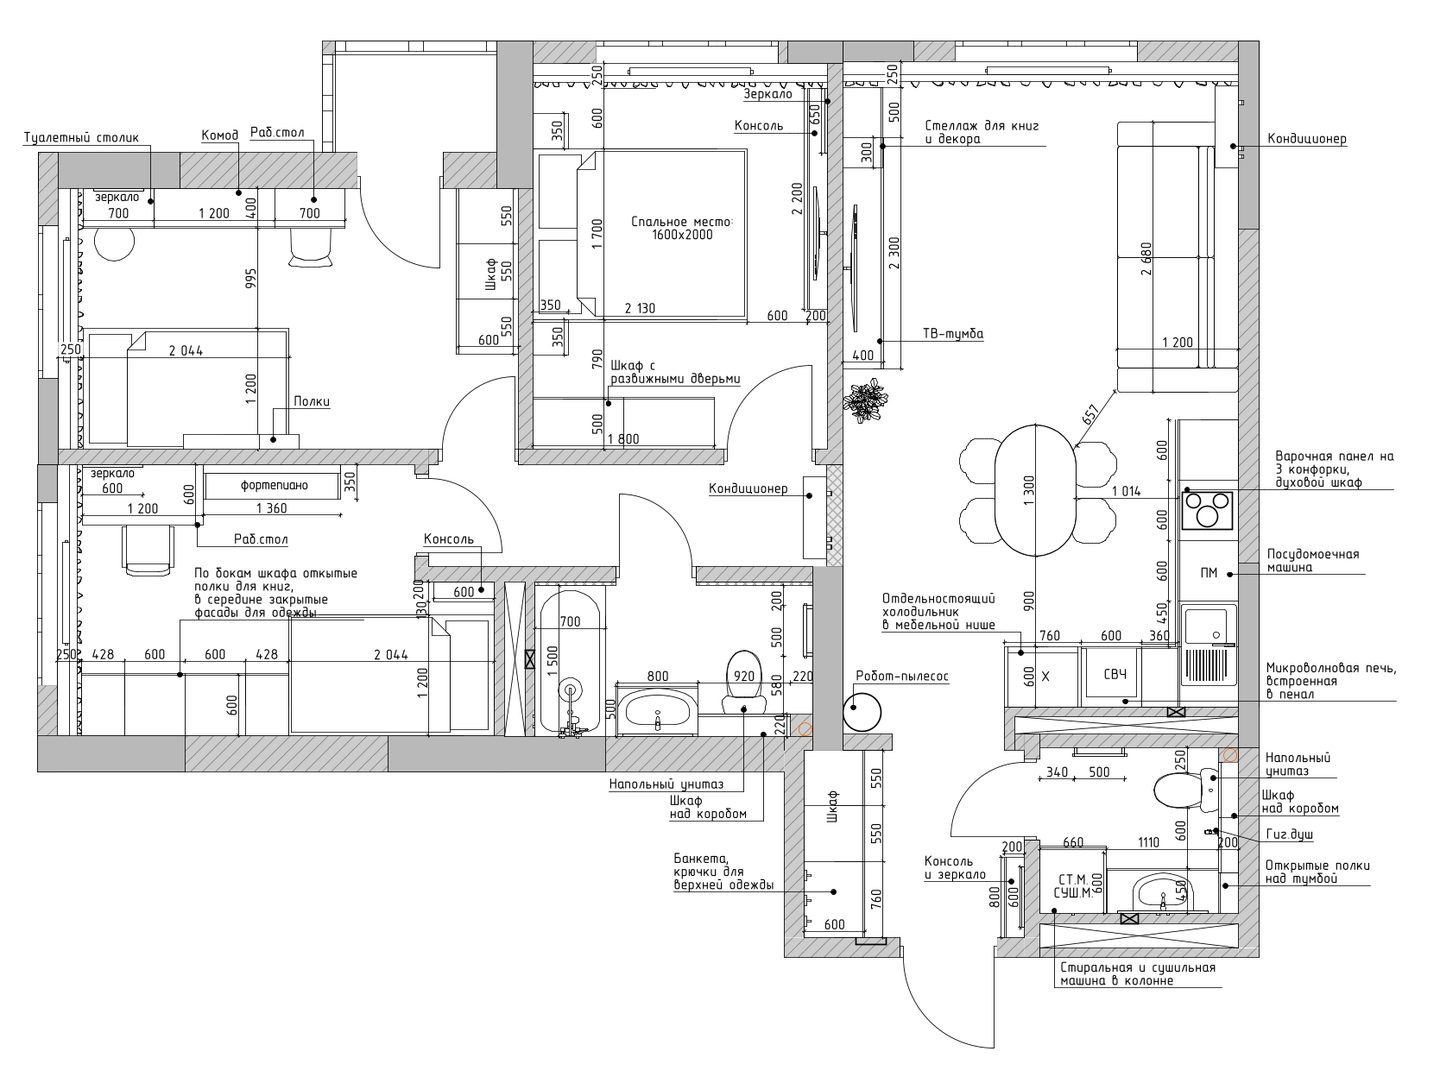 Туалетный столик
Комод
Раб.стол
зеркало
700
1 200
400
700
995
550
550
550
Шкаф
600
250
2 044
1 200
Полки
250
600
350
Зеркало
Консоль
650
2 200
1 700
Спальное место:
1600х2000
350
2 130
600
200
350
790
Шкаф с
развижными дверьми
500
1 800
250
500
300
Стеллаж для книг
и декора
2 300
ТВ-тумба
400
Кондиционер
2 680
1 200
657
600
1 300
1 014
600
Варочная панель на
3 конфорки,
духовой шкаф
Посудомоечная
машина
ПМ
600
450
900
Отдельностоящий
холодильник
в мебельной нише
760
600
360
600
Х
СВЧ
Микроволновая печь,
встроенная
в пенал
Робот-пылесос
зеркало
600
600
1 200
фортепиано
350
1 360
Раб.стол
Консоль
Кондиционер
По бокам шкафа открытые
полки для книг,
в середине закрытые
фасады для одежды
200
600
130
250
428
600
600
428
2 044
600
1 200
700
1 500
200
500
580
800
920
220
500
220
Напольный унитаз
Шкаф
над коробом
Шкаф
550
550
760
600
Банкета,
крючки для
верхней одежды
Консоль
и зеркало
200
800
600
340
500
250
600
660
1110
200
СТ.М.
СУШ.М.
600
450
Напольный
унитаз
Шкаф
над коробом
Гиг.душ
Открытые полки
над тумбой
Стиральная и сушильная
машина в колонне